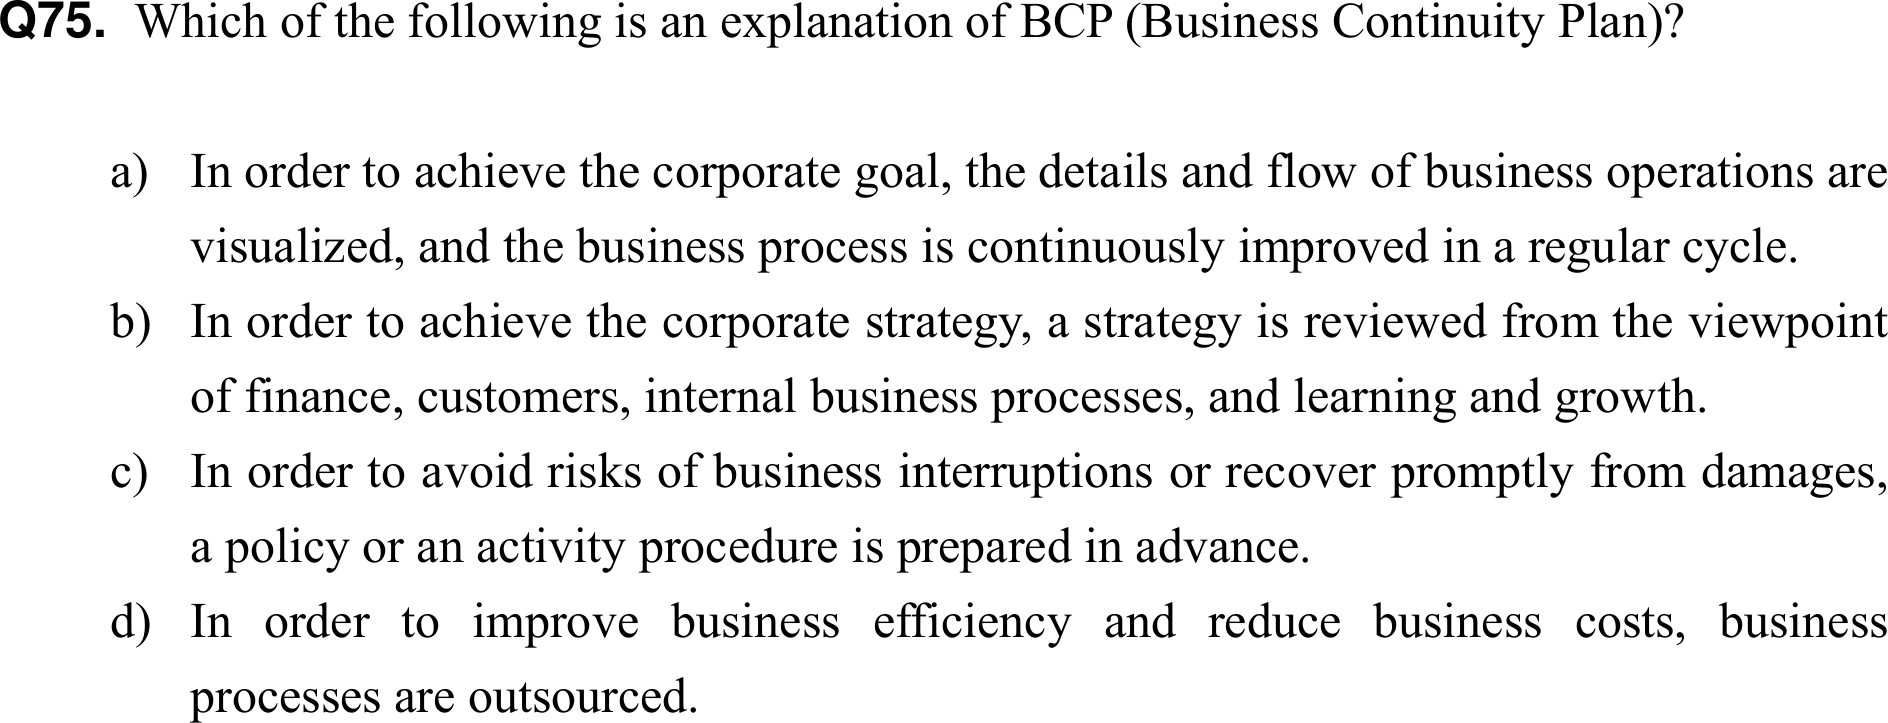 Q75. Which of the following is an explanation of BCP (Business Continuity Plan)?
a) In order to achieve the corporate goal, the details and flow of business operations are
visualized, and the business process is continuously improved in a regular cycle.
b) In order to achieve the corporate strategy, a strategy is reviewed from the viewpoint
of finance, customers, internal business processes, and learning and growth.
c) In order to avoid risks of business interruptions or recover promptly from damages,
a policy or an activity procedure is prepared in advance.
d) In order to improve business efficiency and reduce business costs, business
processes are outsourced.